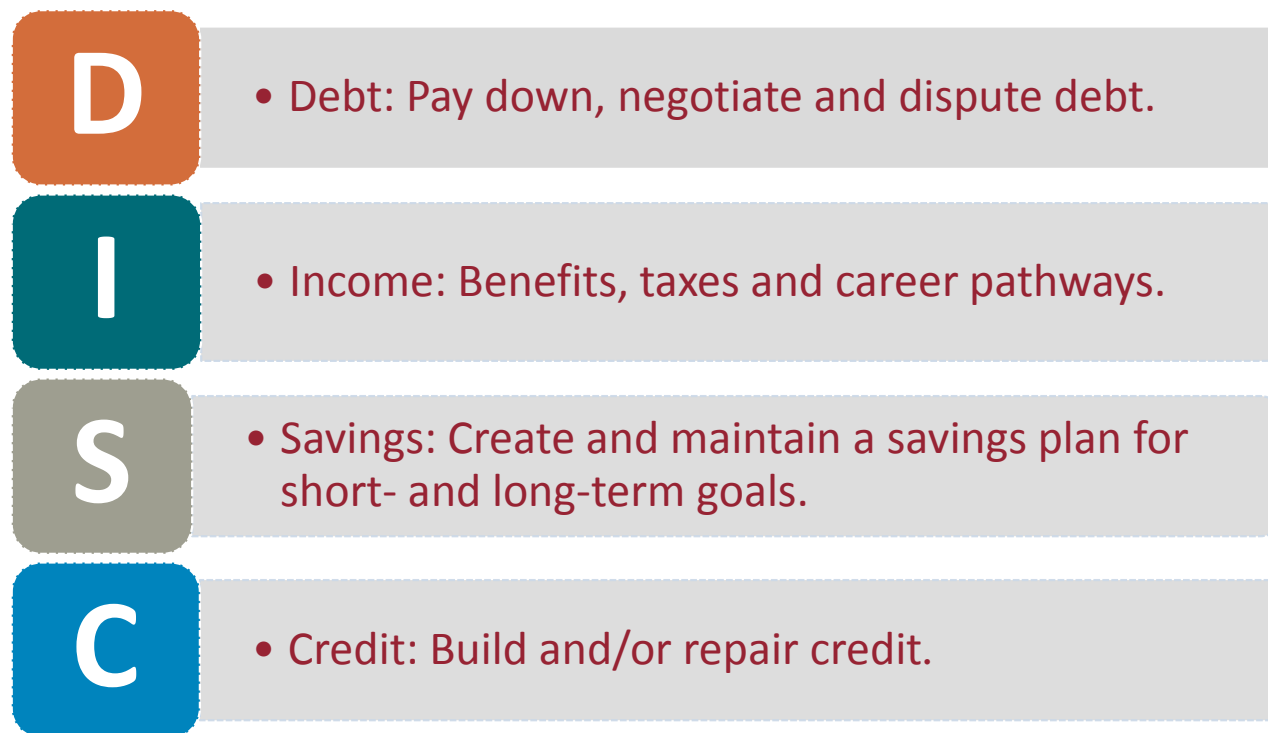 D
• Debt: Pay down, negotiate and dispute debt.
I
• Income: Benefits, taxes and career pathways.
S
• Savings: Create and maintain a savings plan for
short- and long-term goals.
C
• Credit: Build and/or repair credit.